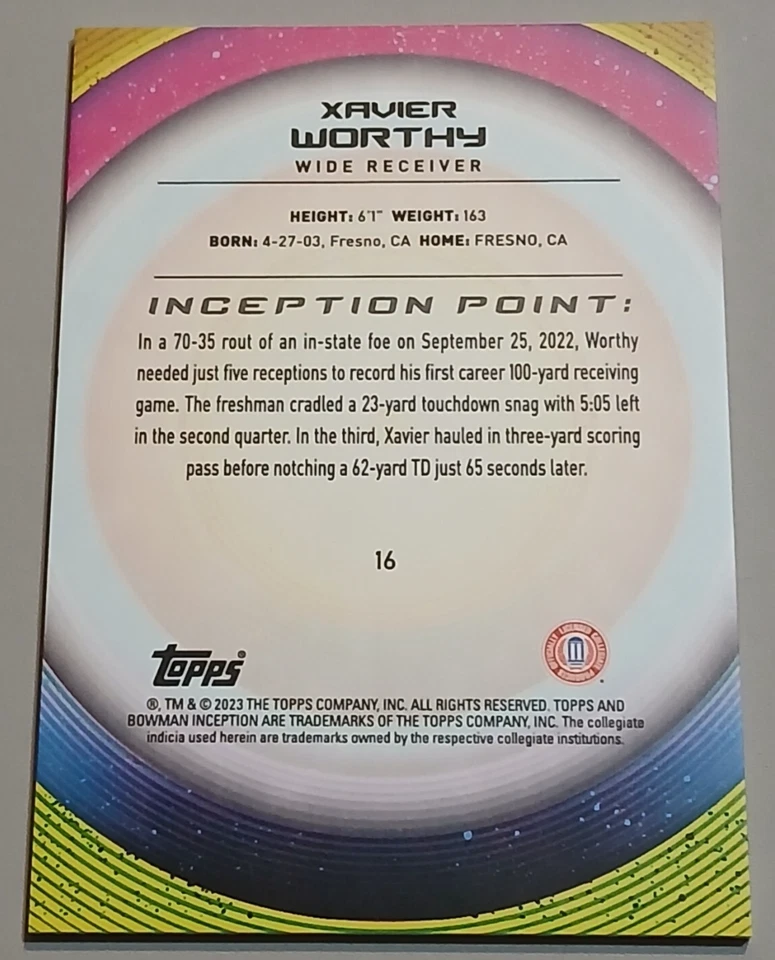 XAVIER
WORTHY
WIDE RECEIVER
HEIGHT: 6'1" WEIGHT: 163
BORN: 4-27-03, Fresno, CA HOME: FRESNO, CA
INCEPTION POINT:
In a 70-35 rout of an in-state foe on September 25, 2022, Worthy
needed just five receptions to record his first career 100-yard receiving
game. The freshman cradled a 23-yard touchdown snag with 5:05 left
in the second quarter. In the third, Xavier hauled in three-yard scoring
pass before notching a 62-yard TD just 65 seconds later.
16
topps®
OFFICIALLY LICENSED COLLEGIATE PRODUCTS
®, TM & © 2023 THE TOPPS COMPANY, INC. ALL RIGHTS RESERVED. TOPPS AND
BOWMAN INCEPTION ARE TRADEMARKS OF THE TOPPS COMPANY, INC. The collegiate
indicia used herein are trademarks owned by the respective collegiate institutions.